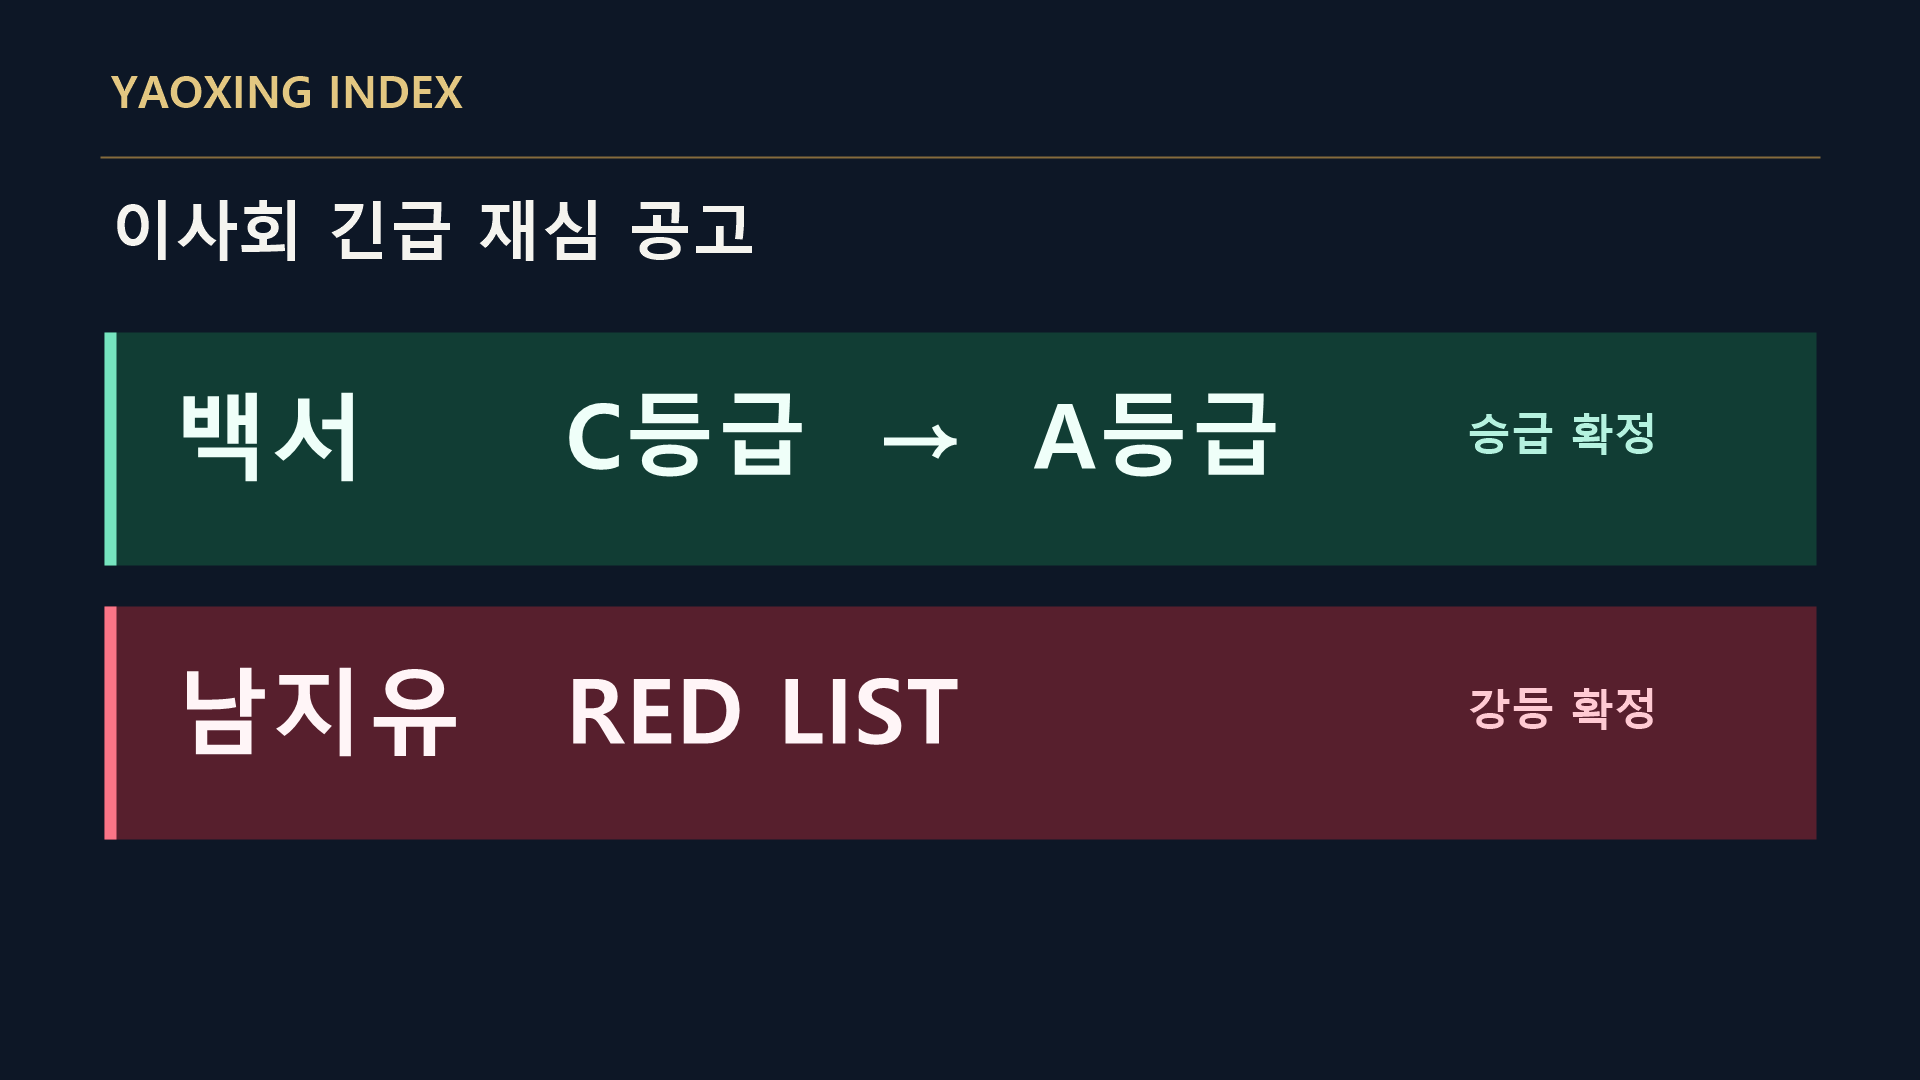 YAOXING INDEX
이사회 긴급 재심 공고
백서 C등급 → A등급 승급 확정
남지유 RED LIST 강등 확정